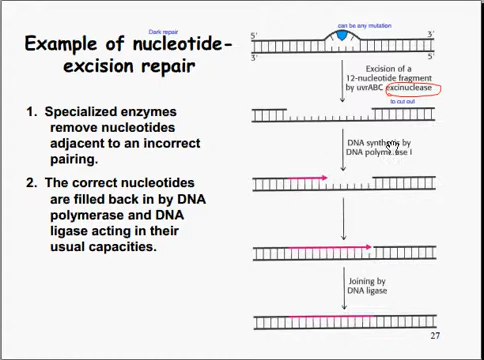 Dark repair
Example of nucleotide-
excision repair
1. Specialized enzymes
remove nucleotides
adjacent to an incorrect
pairing.
2. The correct nucleotides
are filled back in by DNA
polymerase and DNA
ligase acting in their
usual capacities.
can be any mutation
5' 3'
3' 5'
Excision of a
12-nucleotide fragment
by uvrABC excinuclease
to cut out
DNA synthesis by
DNA polymerase I
Joining by
DNA ligase
27